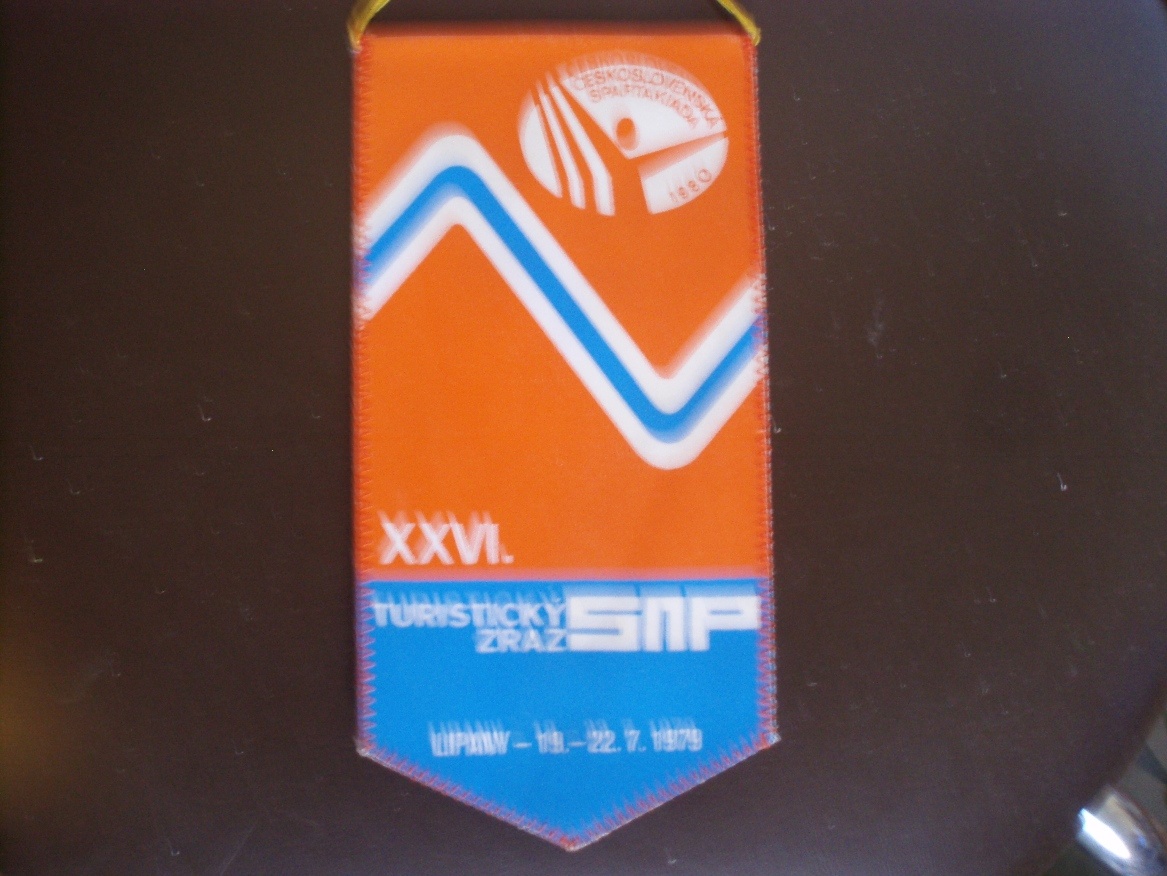 ČESKOSLOVENSKÁ
SPARTAKIÁDA
1980
XXVI.
TURISTICKÝ
ZRAZ SNP
LIPANY – 19.–22.7.1979